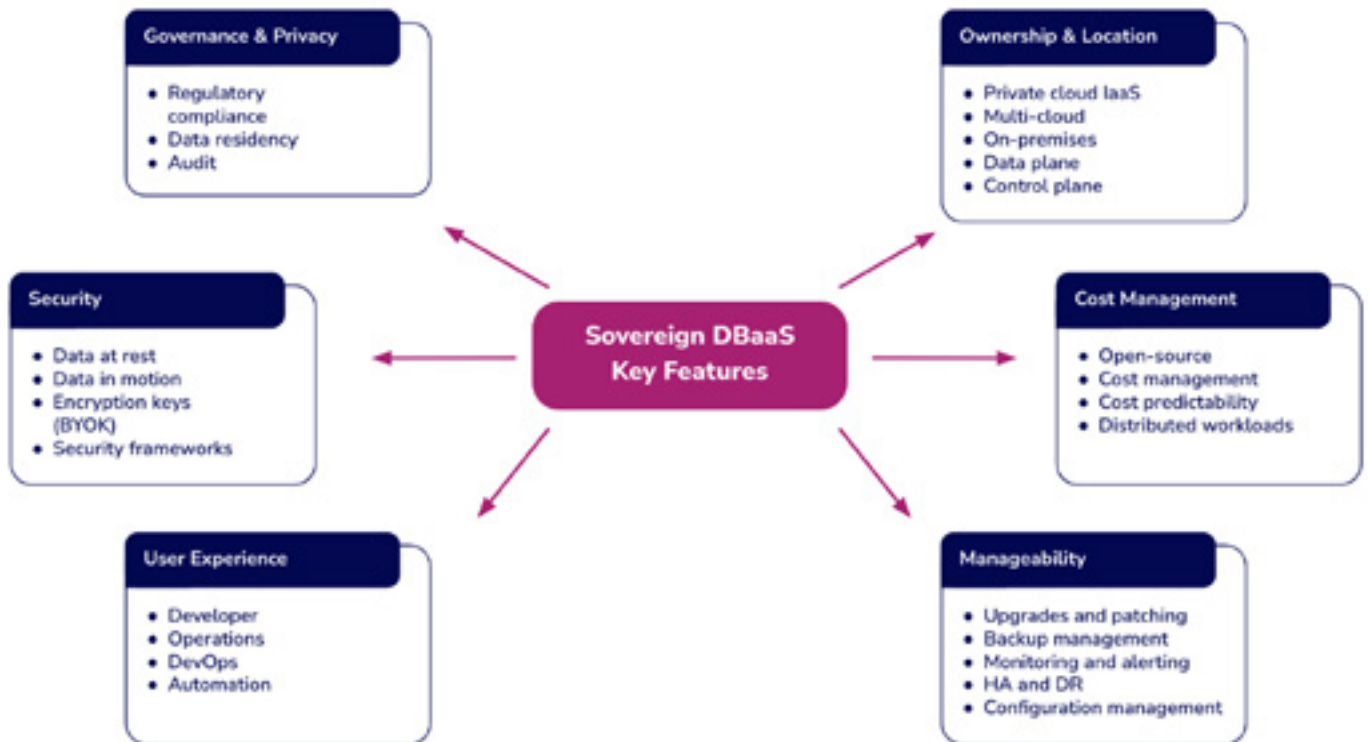 Governance & Privacy
• Regulatory
compliance
• Data residency
• Audit
Ownership & Location
• Private cloud IaaS
• Multi-cloud
• On-premises
• Data plane
• Control plane
Security
• Data at rest
• Data in motion
• Encryption keys
(BYOK)
• Security frameworks
Sovereign DBaaS
Key Features
Cost Management
• Open-source
• Cost management
• Cost predictability
• Distributed workloads
User Experience
• Developer
• Operations
• DevOps
• Automation
Manageability
• Upgrades and patching
• Backup management
• Monitoring and alerting
• HA and DR
• Configuration management